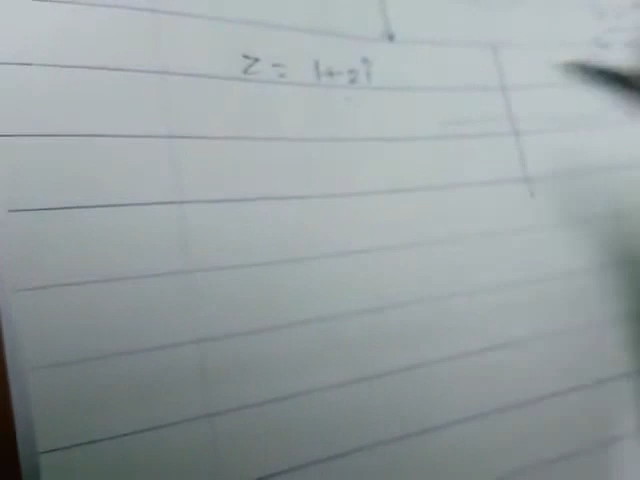 z = 1+2i